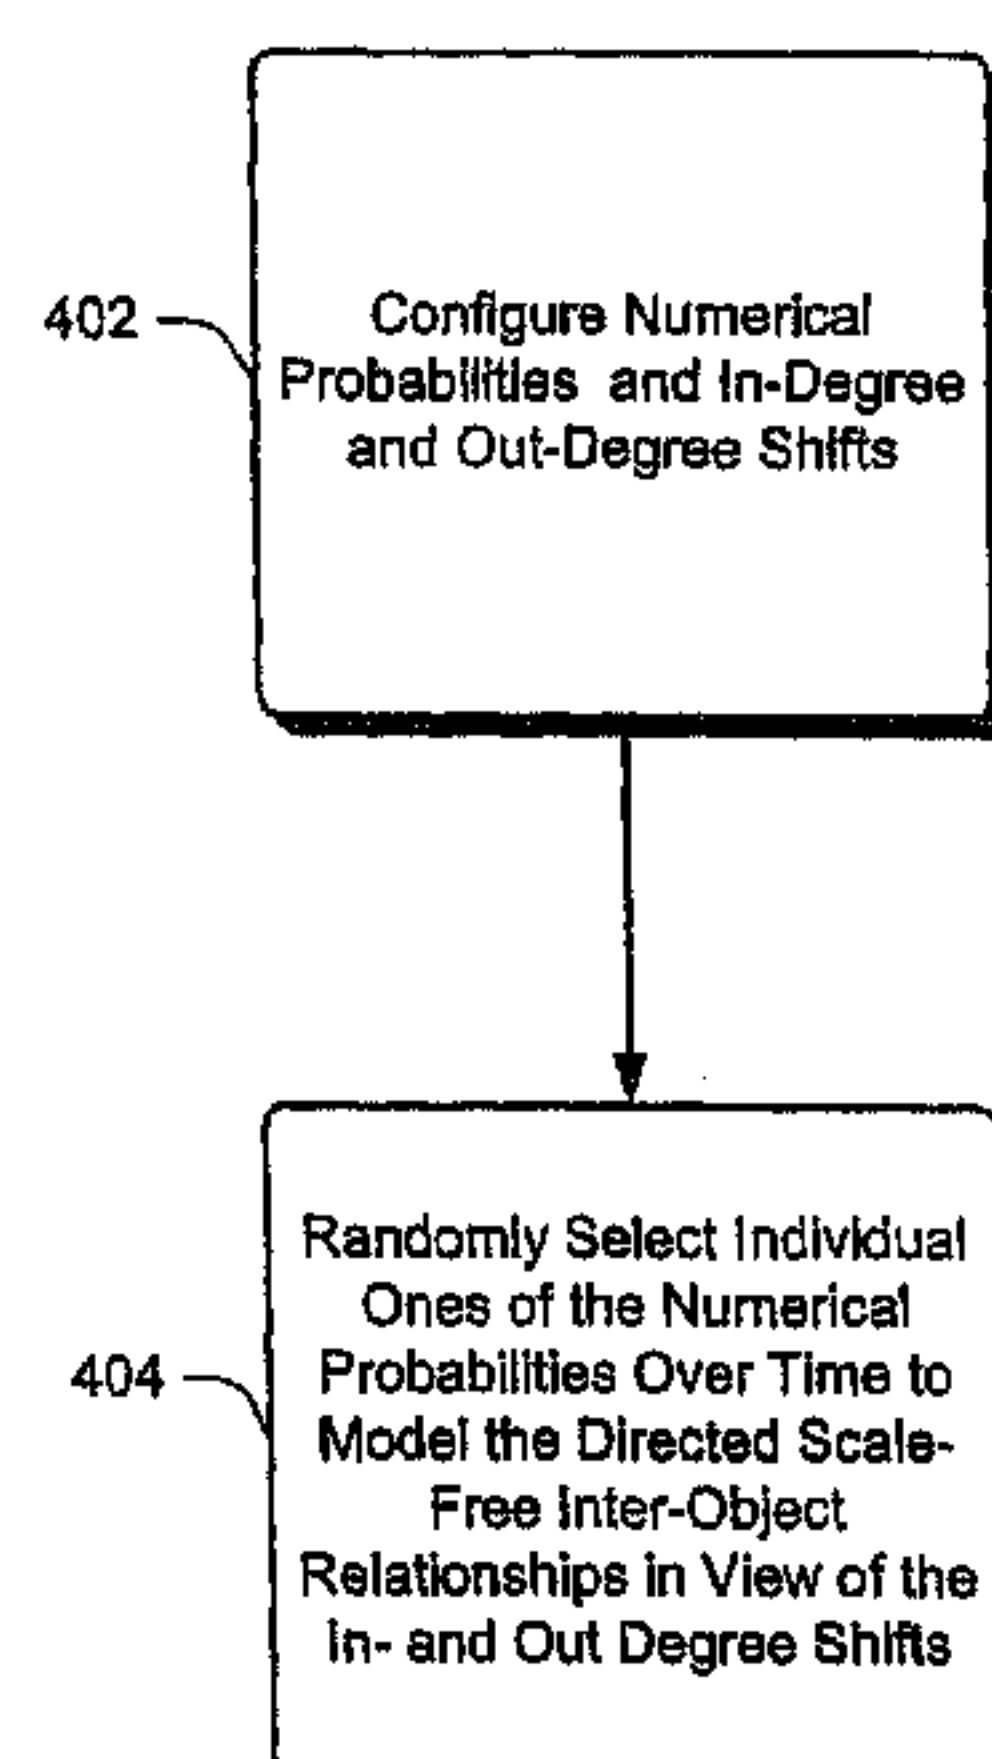 402
Configure Numerical
Probabilities and In-Degree
and Out-Degree Shifts
404
Randomly Select Individual
Ones of the Numerical
Probabilities Over Time to
Model the Directed Scale-
Free Inter-Object
Relationships in View of the
In- and Out Degree Shifts